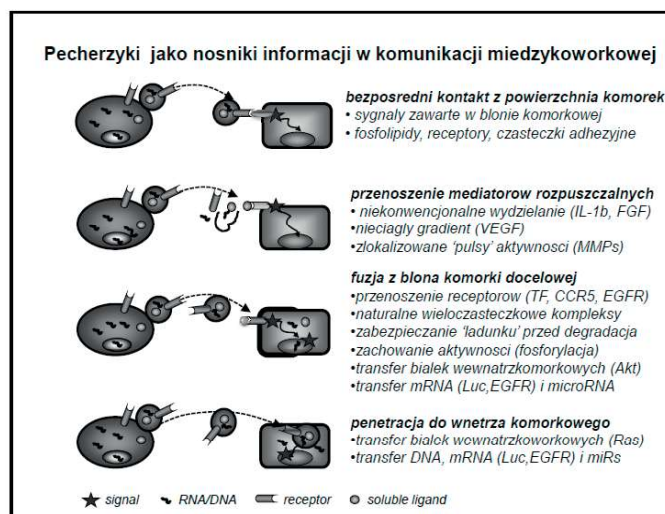 Pecherzyki jako nosniki informacji w komunikacji miedzykoworkowej
bezposredni kontakt z powierzchnia komorek
• sygnaly zawarte w blonie komorkowej
• fosfolipidy, receptory, czasteczki adhezyjne
przenoszenie mediatorow rozpuszczalnych
• niekonwencjonalne wydzielanie (IL-1b, FGF)
•nieciagly gradient (VEGF)
•zlokalizowane 'pulsy' aktywnosci (MMPs)
fuzja z blona komorki docelowej
•przenoszenie receptorow (TF, CCR5, EGFR)
•naturalne wieloczasteczkowe kompleksy
•zabezpieczanie 'ladunku' przed degradacja
•zachowanie aktywnosci (fosforylacja)
•transfer bialek wewnatrzkomorkowych (Akt)
•transfer mRNA (Luc,EGFR) i microRNA
penetracja do wnetrza komorkowego
•transfer bialek wewnatrzkoworkowych (Ras)
•transfer DNA, mRNA (Luc,EGFR) i miRs
signal RNA/DNA receptor soluble ligand